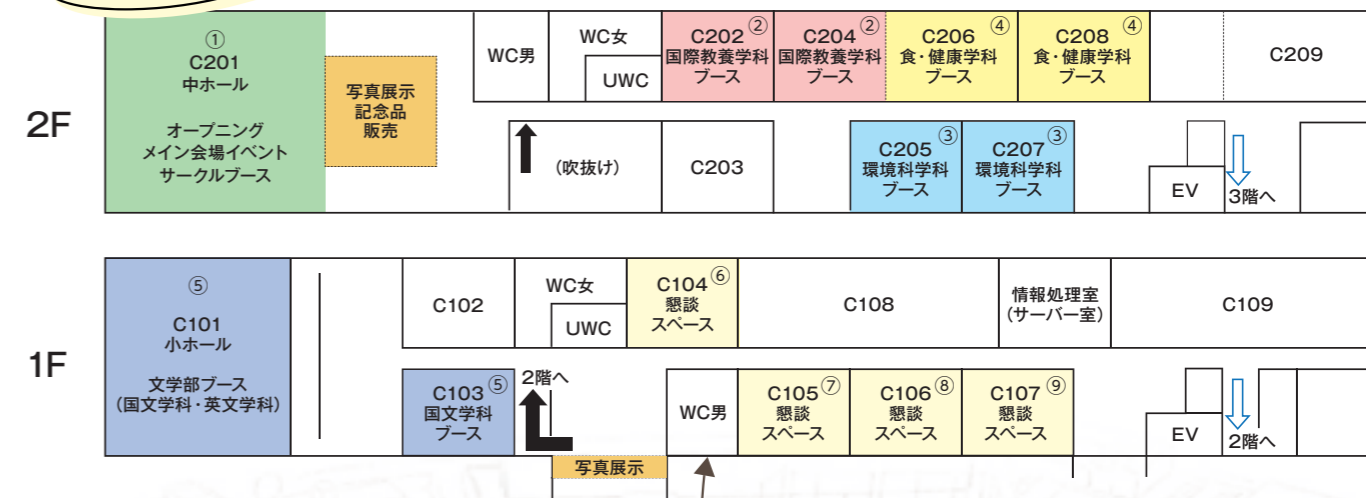 2F
①
C201
中ホール
オープニング
メイン会場イベント
サークルブース
写真展示
記念品
販売
WC男
WC女
UWC
C202②
国際教養学科
ブース
C204②
国際教養学科
ブース
C206④
食・健康学科
ブース
C208④
食・健康学科
ブース
C209
(吹抜け)
C203
C205③
環境科学科
ブース
C207③
環境科学科
ブース
EV
3階へ
1F
⑤
C101
小ホール
文学部ブース
(国文学科・英文学科)
C102
WC女
UWC
C104⑥
懇談
スペース
C108
情報処理室
(サーバー室)
C109
C103⑤
国文学科
ブース
2階へ
WC男
C105⑦
懇談
スペース
C106⑧
懇談
スペース
C107⑨
懇談
スペース
EV
2階へ
写真展示